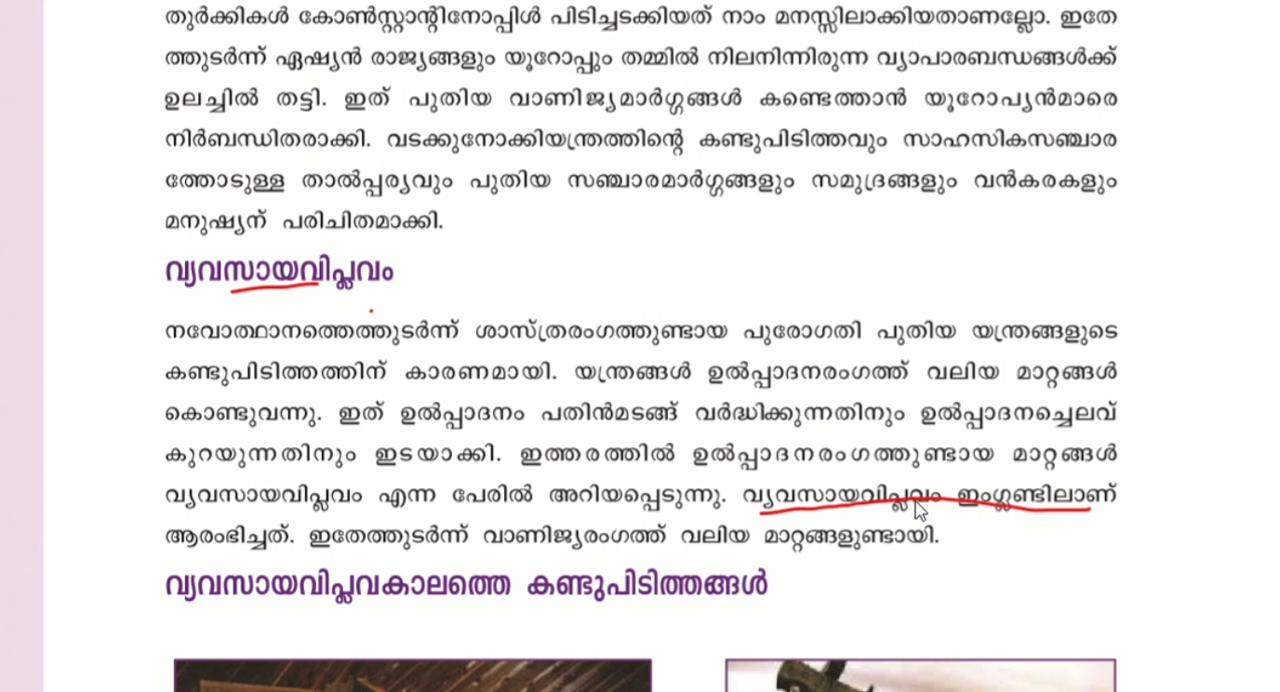 തുർക്കികൾ കോൺസ്റ്റാന്റിനോപ്പിൾ പിടിച്ചടക്കിയത് നാം മനസ്സിലാക്കിയതാണല്ലോ. ഇതേ
ത്തുടർന്ന് ഏഷ്യൻ രാജ്യങ്ങളും യൂറോപ്പും തമ്മിൽ നിലനിന്നിരുന്ന വ്യാപാരബന്ധങ്ങൾക്ക്
ഉലച്ചിൽ തട്ടി. ഇത് പുതിയ വാണിജ്യമാർഗ്ഗങ്ങൾ കണ്ടെത്താൻ യൂറോപ്യൻമാരെ
നിർബന്ധിതരാക്കി. വടക്കുനോക്കിയന്ത്രത്തിന്റെ കണ്ടുപിടിത്തവും സാഹസികസഞ്ചാര
ത്തോടുള്ള താൽപ്പര്യവും പുതിയ സഞ്ചാരമാർഗ്ഗങ്ങളും സമുദ്രങ്ങളും വൻകരകളും
മനുഷ്യന് പരിചിതമാക്കി.
വ്യവസായവിപ്ലവം
നവോത്ഥാനത്തെത്തുടർന്ന് ശാസ്ത്രരംഗത്തുണ്ടായ പുരോഗതി പുതിയ യന്ത്രങ്ങളുടെ
കണ്ടുപിടിത്തത്തിന് കാരണമായി. യന്ത്രങ്ങൾ ഉൽപ്പാദനരംഗത്ത് വലിയ മാറ്റങ്ങൾ
കൊണ്ടുവന്നു. ഇത് ഉൽപ്പാദനം പതിൻമടങ്ങ് വർദ്ധിക്കുന്നതിനും ഉൽപ്പാദനച്ചെലവ്
കുറയുന്നതിനും ഇടയാക്കി. ഇത്തരത്തിൽ ഉൽപ്പാദനരംഗത്തുണ്ടായ മാറ്റങ്ങൾ
വ്യവസായവിപ്ലവം എന്ന പേരിൽ അറിയപ്പെടുന്നു. വ്യവസായവിപ്ലവം ഇംഗ്ലണ്ടിലാണ്
ആരംഭിച്ചത്. ഇതേത്തുടർന്ന് വാണിജ്യരംഗത്ത് വലിയ മാറ്റങ്ങളുണ്ടായി.
വ്യവസായവിപ്ലവകാലത്തെ കണ്ടുപിടിത്തങ്ങൾ